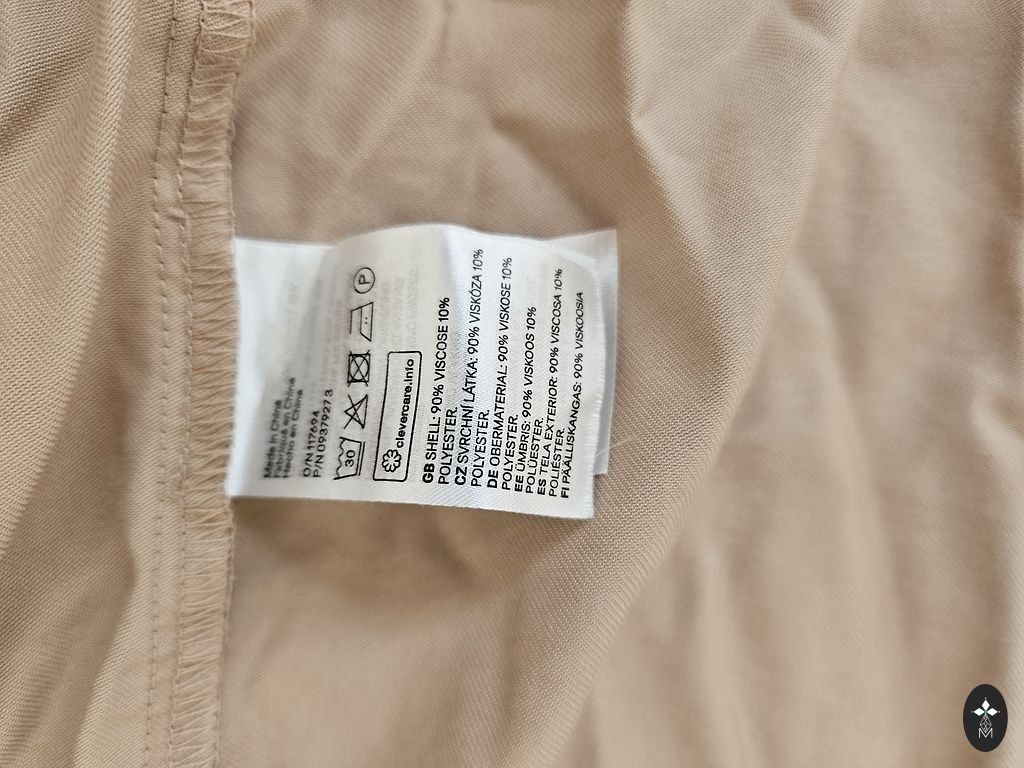 Made in China
Fabriqué en Chine
Hecho en China
O/N 117694
P/N 09379273
30
P
clevercare.info
GB SHELL: 90% VISCOSE 10%
POLYESTER.
CZ SVRCHNÍ LÁTKA: 90% VISKÓZA 10%
POLYESTER.
DE OBERMATERIAL: 90% VISKOSE 10%
POLYESTER.
EE ÜMBRIS: 90% VISKOOS 10%
POLÜESTER.
ES TELA EXTERIOR: 90% VISCOSA 10%
POLIÉSTER.
FI PÄÄLLISKANGAS: 90% VISKOOSIA
M